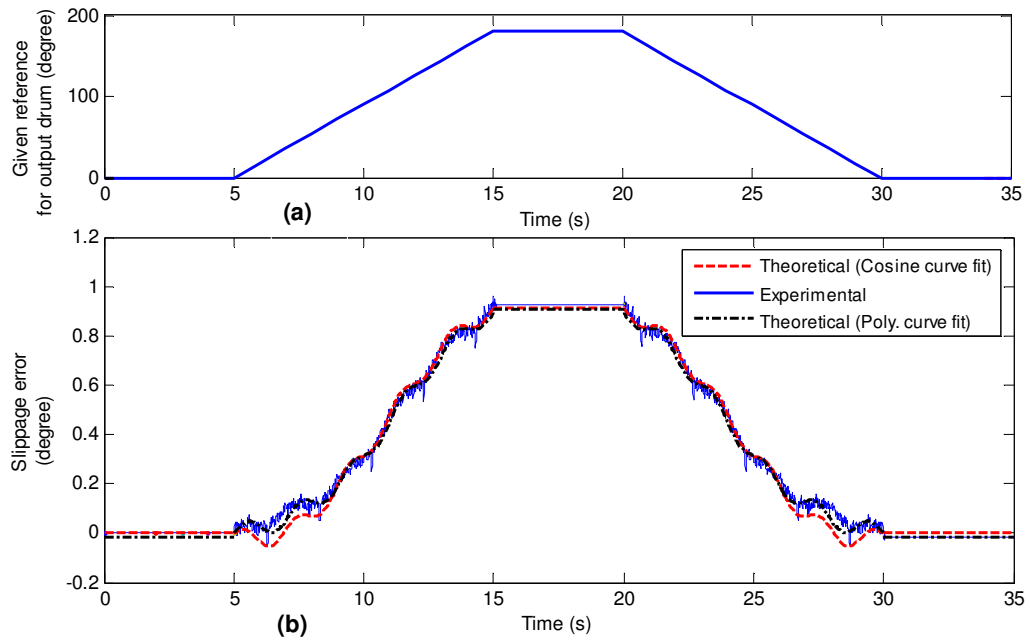 Given reference
for output drum (degree)
200
100
0
0
5
10
15
20
25
30
35
(a)
Time (s)
Slippage error
(degree)
1.2
1
0.8
0.6
0.4
0.2
0
-0.2
Theoretical (Cosine curve fit)
Experimental
Theoretical (Poly. curve fit)
0
5
10
15
20
25
30
35
(b)
Time (s)